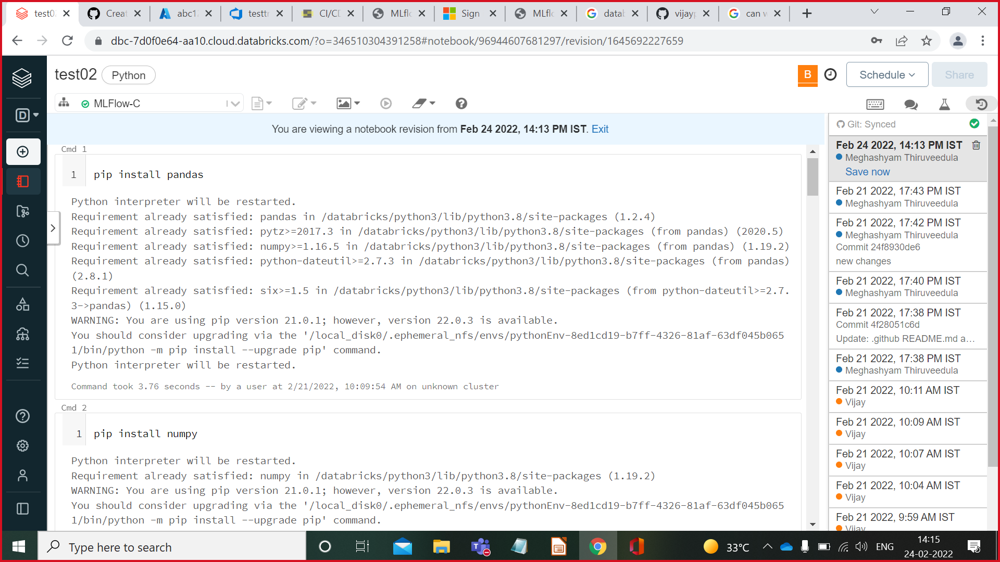 test0
Creat
abc1
testtr
CI/CD
MLflo
Sign
MLflo
datab
vijayp
can w
dbc-7d0f0e64-aa10.cloud.databricks.com/?o=346510304391258#notebook/96944607681297/revision/1645692227659
test02
Python
B
Schedule
Share
D
MLFlow-C
You are viewing a notebook revision from Feb 24 2022, 14:13 PM IST. Exit
Cmd 1
1 pip install pandas
Python interpreter will be restarted.
Requirement already satisfied: pandas in /databricks/python3/lib/python3.8/site-packages (1.2.4)
Requirement already satisfied: pytz>=2017.3 in /databricks/python3/lib/python3.8/site-packages (from pandas) (2020.5)
Requirement already satisfied: numpy>=1.16.5 in /databricks/python3/lib/python3.8/site-packages (from pandas) (1.19.2)
Requirement already satisfied: python-dateutil>=2.7.3 in /databricks/python3/lib/python3.8/site-packages (from pandas)
(2.8.1)
Requirement already satisfied: six>=1.5 in /databricks/python3/lib/python3.8/site-packages (from python-dateutil>=2.7.
3->pandas) (1.15.0)
WARNING: You are using pip version 21.0.1; however, version 22.0.3 is available.
You should consider upgrading via the '/local_disk0/.ephemeral_nfs/envs/pythonEnv-8ed1cd19-b7ff-4326-81af-63df045b065
1/bin/python -m pip install --upgrade pip' command.
Python interpreter will be restarted.
Command took 3.76 seconds -- by a user at 2/21/2022, 10:09:54 AM on unknown cluster
Cmd 2
1 pip install numpy
Python interpreter will be restarted.
Requirement already satisfied: numpy in /databricks/python3/lib/python3.8/site-packages (1.19.2)
WARNING: You are using pip version 21.0.1; however, version 22.0.3 is available.
You should consider upgrading via the '/local_disk0/.ephemeral_nfs/envs/pythonEnv-8ed1cd19-b7ff-4326-81af-63df045b065
1/bin/python -m pip install --upgrade pip' command.
Git: Synced
Feb 24 2022, 14:13 PM IST
Meghashyam Thiruveedula
Save now
Feb 21 2022, 17:43 PM IST
Meghashyam Thiruveedula
Feb 21 2022, 17:42 PM IST
Meghashyam Thiruveedula
Commit 24f8930de6
new changes
Feb 21 2022, 17:40 PM IST
Meghashyam Thiruveedula
Feb 21 2022, 17:38 PM IST
Commit 4f28051c6d
Update: .github README.md a...
Feb 21 2022, 17:38 PM IST
Meghashyam Thiruveedula
Feb 21 2022, 10:11 AM IST
Vijay
Feb 21 2022, 10:09 AM IST
Vijay
Feb 21 2022, 10:07 AM IST
Vijay
Feb 21 2022, 10:04 AM IST
Vijay
Feb 21 2022, 9:59 AM IST
Vijay
Type here to search
33°C
ENG
14:15
24-02-2022